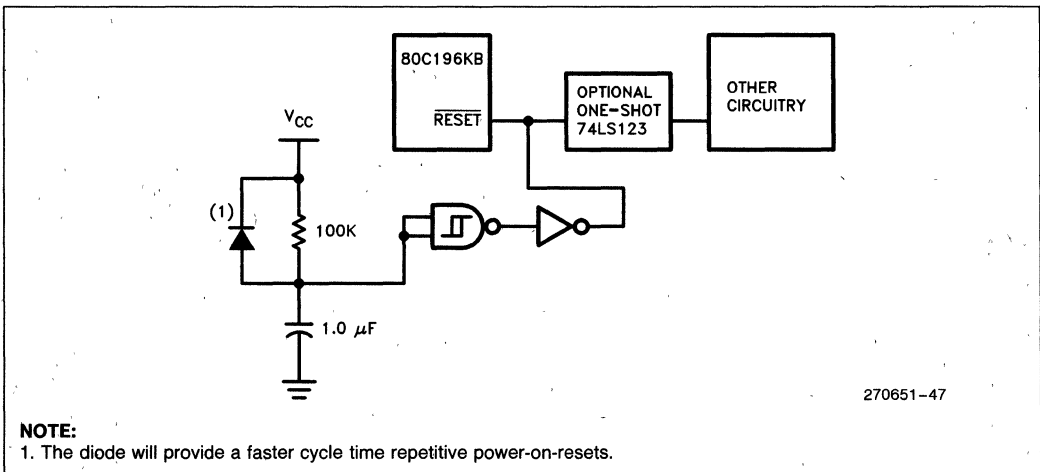 80C196KB
RESET
OPTIONAL
ONE-SHOT
74LS123
OTHER
CIRCUITRY
VCC
(1)
100K
1.0 μF
270651-47
NOTE:
1. The diode will provide a faster cycle time repetitive power-on-resets.